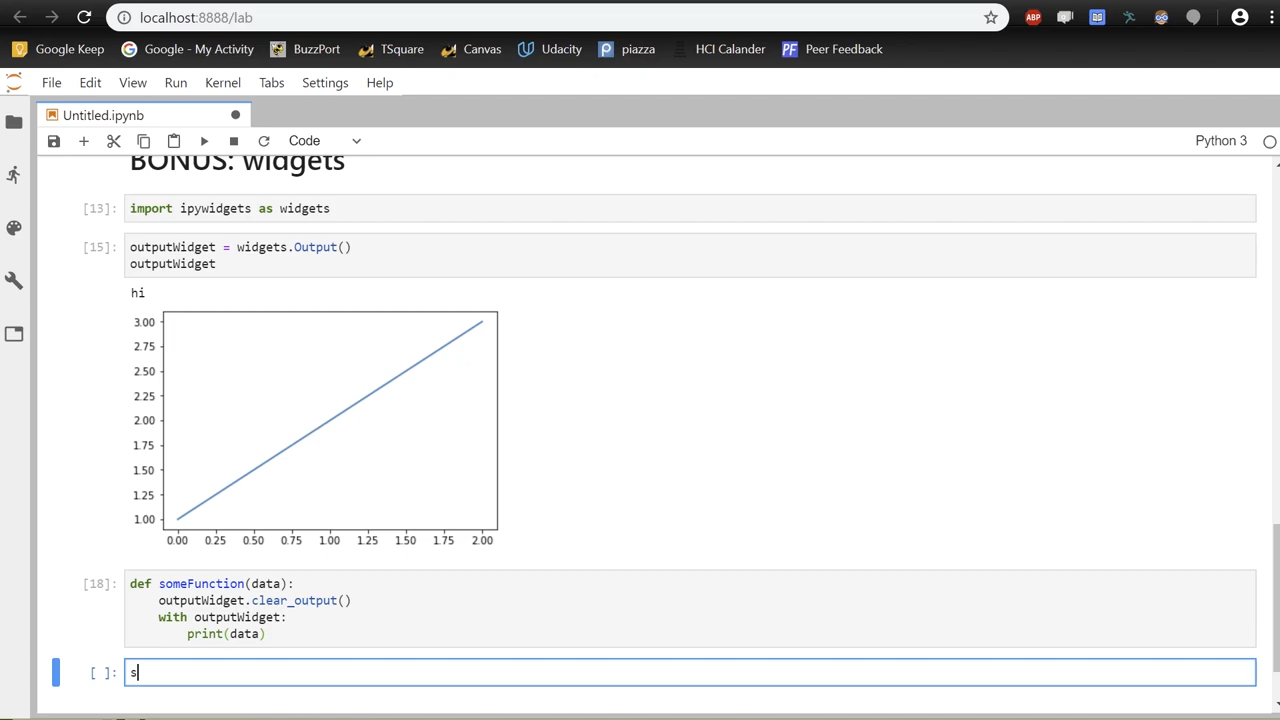 localhost:8888/lab
ABP
Google Keep Google - My Activity BuzzPort TSquare Canvas Udacity piazza HCI Calander Peer Feedback
File Edit View Run Kernel Tabs Settings Help
Untitled.ipynb
Code Python 3
BONUS: widgets
[13]: import ipywidgets as widgets
[15]: outputWidget = widgets.Output()
outputWidget
hi
3.00
2.75
2.50
2.25
2.00
1.75
1.50
1.25
1.00
0.00 0.25 0.50 0.75 1.00 1.25 1.50 1.75 2.00
[18]: def someFunction(data):
outputWidget.clear_output()
with outputWidget:
print(data)
[ ]: s